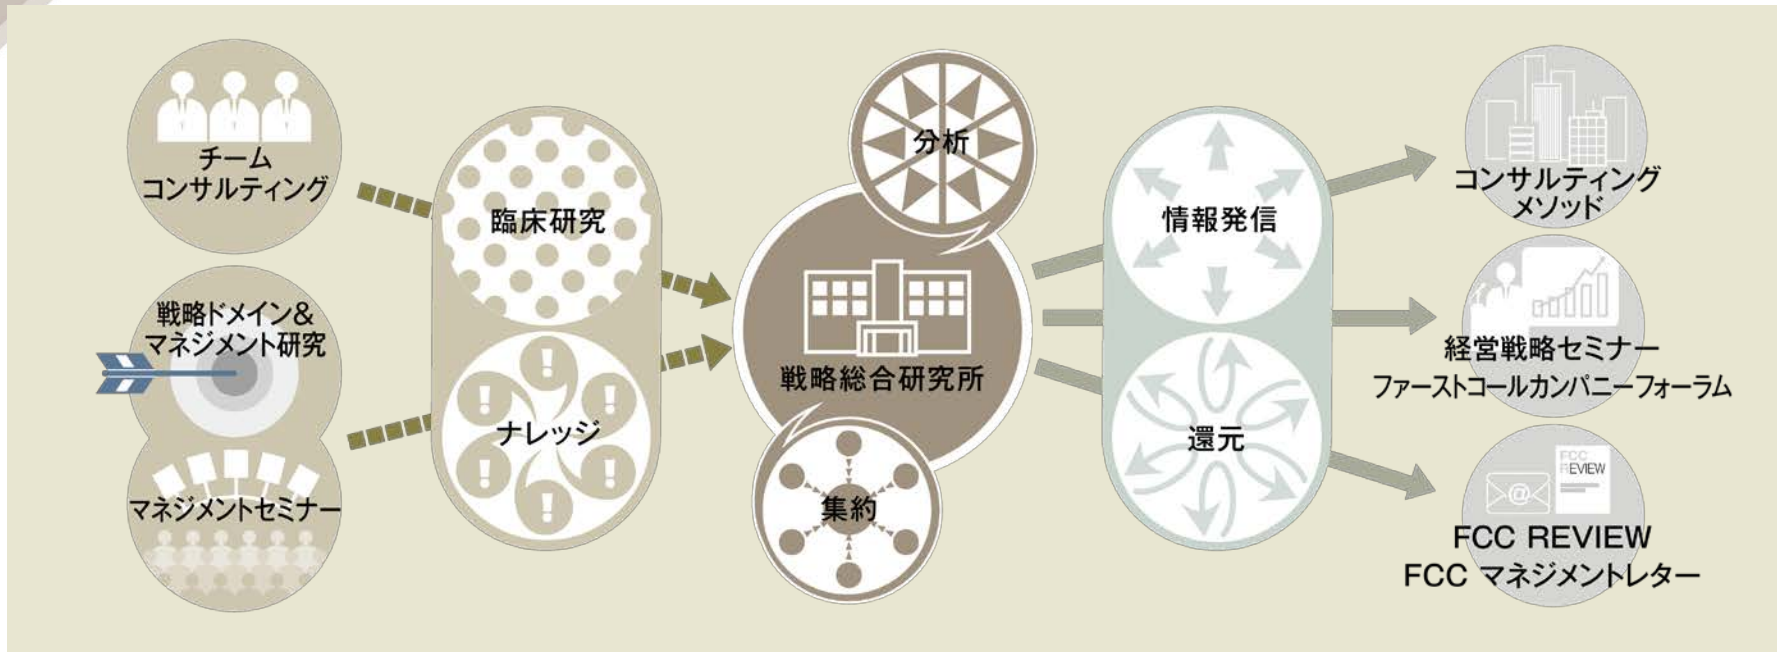 チーム
コンサルティング
戦略ドメイン&
マネジメント研究
マネジメントセミナー
臨床研究
ナレッジ
分析
戦略総合研究所
集約
情報発信
還元
コンサルティング
メソッド
経営戦略セミナー
ファーストコールカンパニーフォーラム
@
FCC
REVIEW
FCC REVIEW
FCC マネジメントレター